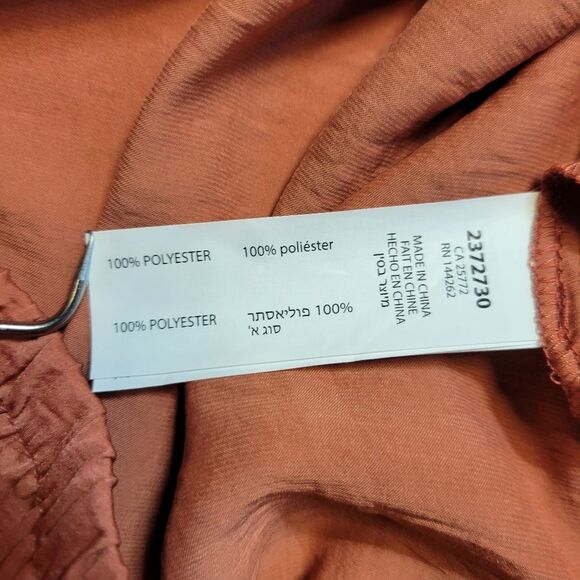 100% POLYESTER
100% poliéster
100% POLYESTER
100% פוליאסתר
סוג א'
MADE IN CHINA
FAIT EN CHINE
HECHO EN CHINA
מיוצר בסין
2372730
CA 25772
RN 144262